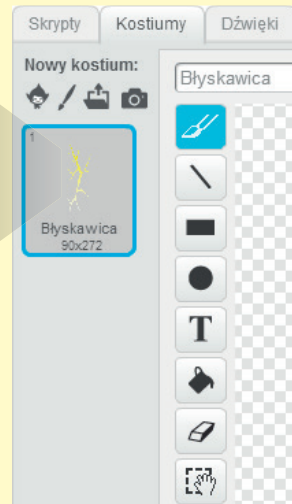 Skrypty Kostiumy Dźwięki
Nowy kostium:
Błyskawica
1
Błyskawica
90x272
T